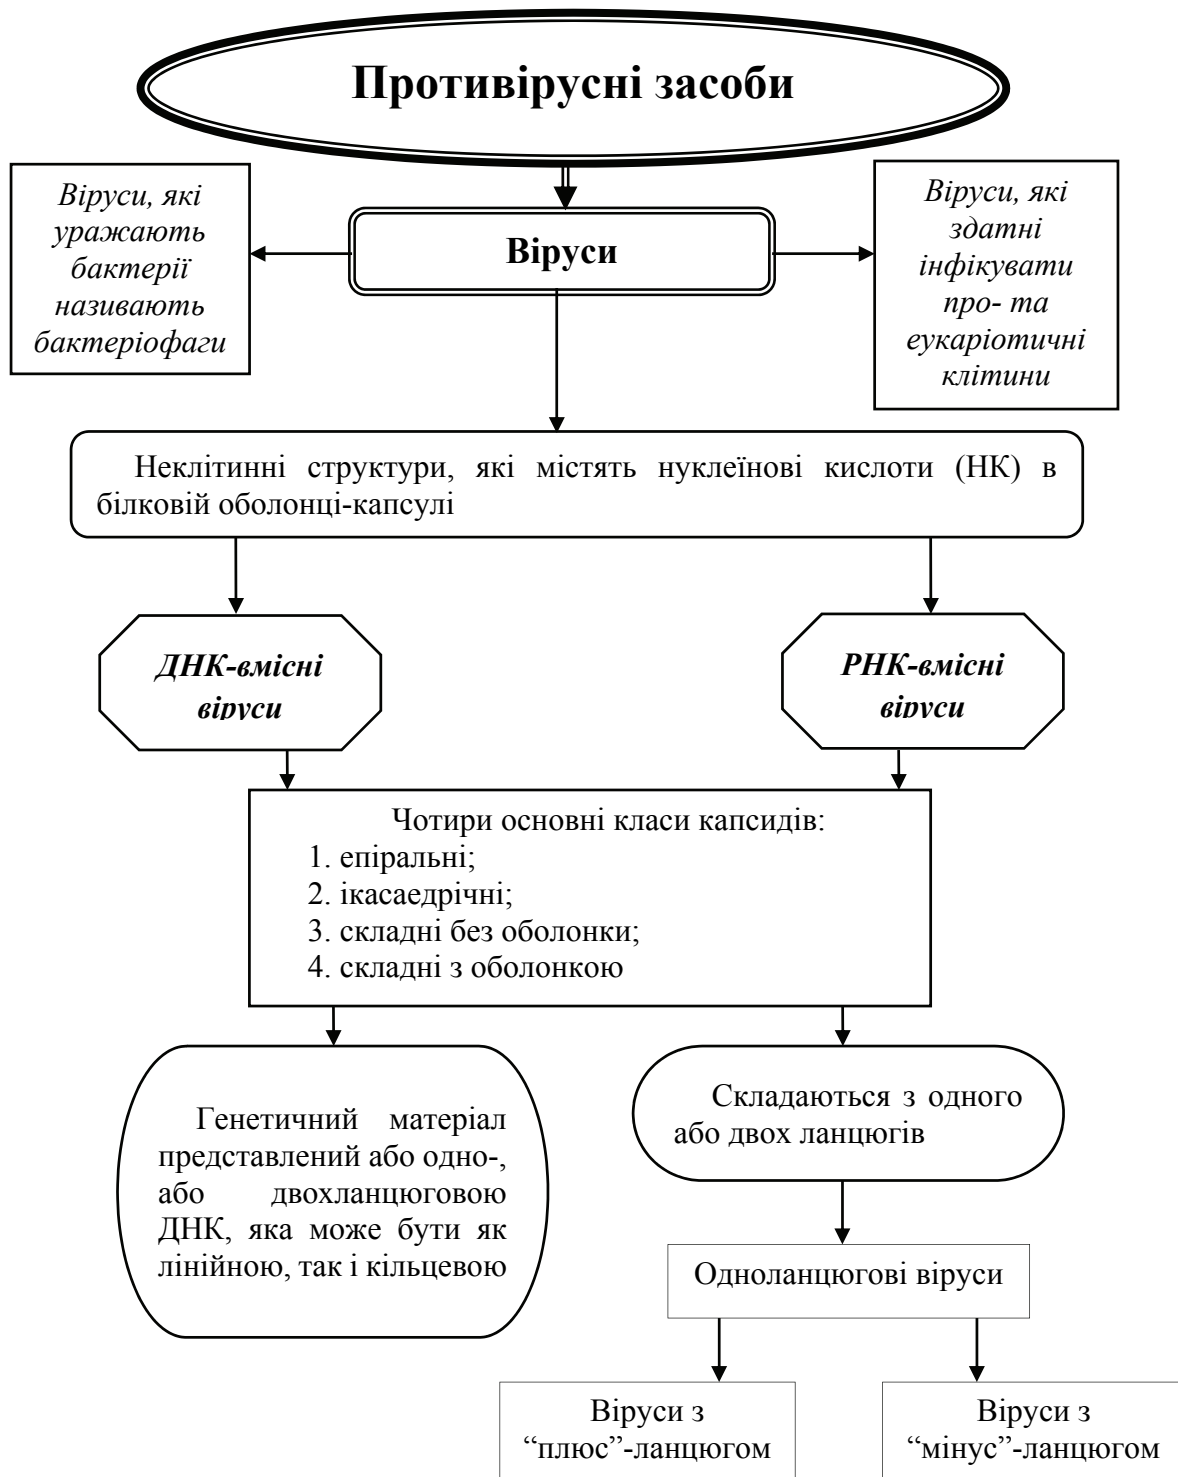 Противірусні засоби
Віруси, які
уражають
бактерії
називають
бактеріофаги
Віруси
Віруси, які
здатні
інфікувати
про- та
еукаріотичні
клітини
Неклітинні структури, які містять нуклеїнові кислоти (НК) в
білковій оболонці-капсулі
ДНК-вмісні
віруси
РНК-вмісні
віруси
Чотири основні класи капсидів:
1. епіральні;
2. ікасаедрічні;
3. складні без оболонки;
4. складні з оболонкою
Генетичний матеріал
представлений або одно-,
або двохланцюговою
ДНК, яка може бути як
лінійною, так і кільцевою
Складаються з одного
або двох ланцюгів
Одноланцюгові віруси
Віруси з
“плюс”-ланцюгом
Віруси з
“мінус”-ланцюгом